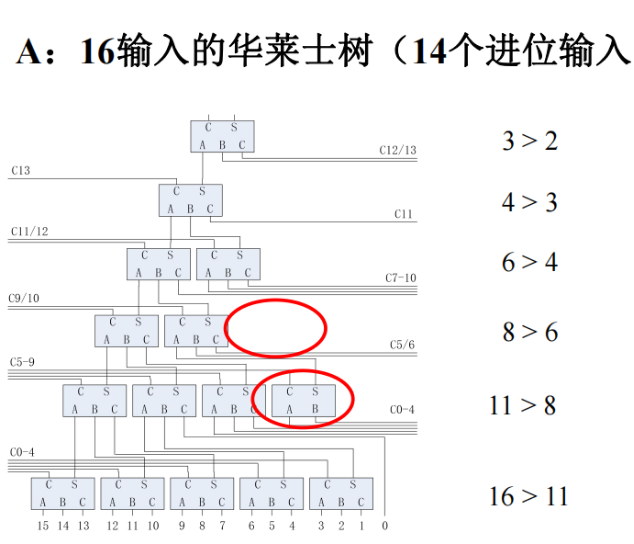 A：16输入的华莱士树（14个进位输入
C S
A B C
C12/13
3 > 2
C13
C S
A B C
C11
4 > 3
C11/12
C S C S
A B C A B C
C7-10
6 > 4
C9/10
C S C S
A B C A B C
C5/6
8 > 6
C5-9
C S C S C S C S
A B C A B C A B C A B
C0-4
11 > 8
C0-4
C S C S C S C S C S
A B C A B C A B C A B C A B C
15 14 13 12 11 10 9 8 7 6 5 4 3 2 1 0
16 > 11